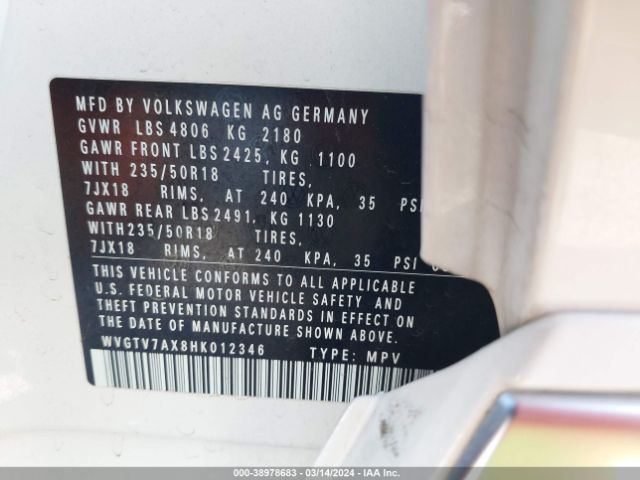 MFD BY VOLKSWAGEN AG GERMANY
GVWR LBS 4806 KG 2180
GAWR FRONT LBS 2425, KG 1100
WITH 235/50R18 TIRES,
7JX18 RIMS, AT 240 KPA, 35 PSI
GAWR REAR LBS 2491, KG 1130
WITH 235/50R18 TIRES,
7JX18 RIMS, AT 240 KPA, 35 PSI
THIS VEHICLE CONFORMS TO ALL APPLICABLE
U.S. FEDERAL MOTOR VEHICLE SAFETY AND
THEFT PREVENTION STANDARDS IN EFFECT ON
THE DATE OF MANUFACTURE SHOWN ABOVE.
WVGTV7AX8HK012346 TYPE: MPV
000-38978683 - 03/14/2024 - IAA Inc.